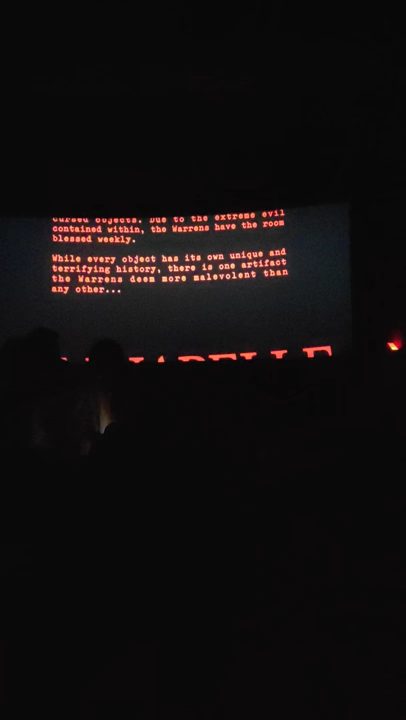 cursed objects. Due to the extreme evil
contained within, the Warrens have the room
blessed weekly.
While every object has its own unique and
terrifying history, there is one artifact
the Warrens deem more malevolent than
any other...